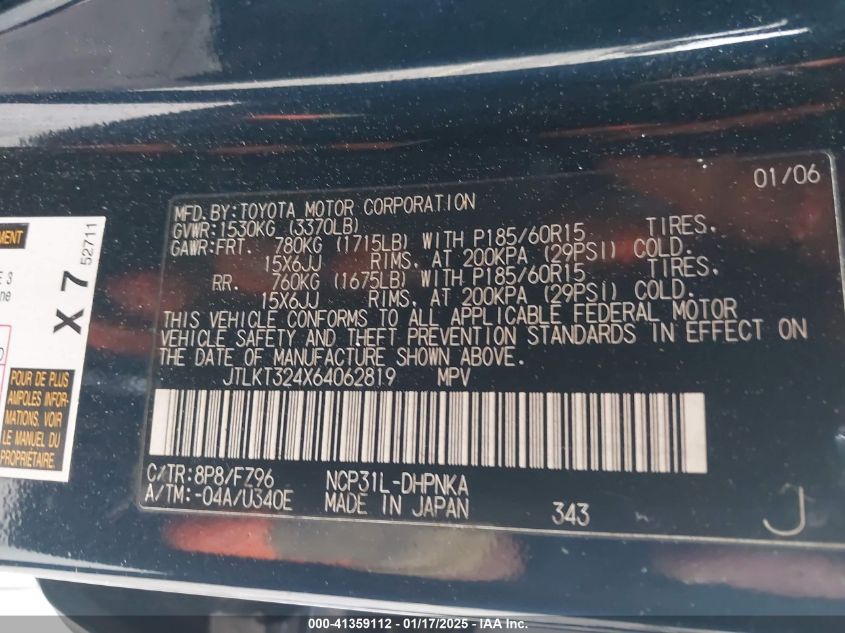 01/06
MFD. BY: TOYOTA MOTOR CORPORATION
GVWR: 1530KG (3370LB)
GAWR: FRT. 780KG (1715LB) WITH P185/60R15 TIRES.
15X6JJ RIMS. AT 200KPA (29PSI) COLD.
RR. 760KG (1675LB) WITH P185/60R15 TIRES.
15X6JJ RIMS. AT 200KPA (29PSI) COLD.
THIS VEHICLE CONFORMS TO ALL APPLICABLE FEDERAL MOTOR
VEHICLE SAFETY AND THEFT PREVENTION STANDARDS IN EFFECT ON
THE DATE OF MANUFACTURE SHOWN ABOVE.
JTLKT324X64062819 MPV
C/TR: 8P8/FZ96 NCP31L-DHPNKA
A/TM: -04A/U340E MADE IN JAPAN 343 J
X 7
52711
POUR DE PLUS
AMPLES INFOR-
MATIONS, VOIR
LE MANUEL DU
PROPRIÉTAIRE.
000-41359112 - 01/17/2025 - IAA Inc.